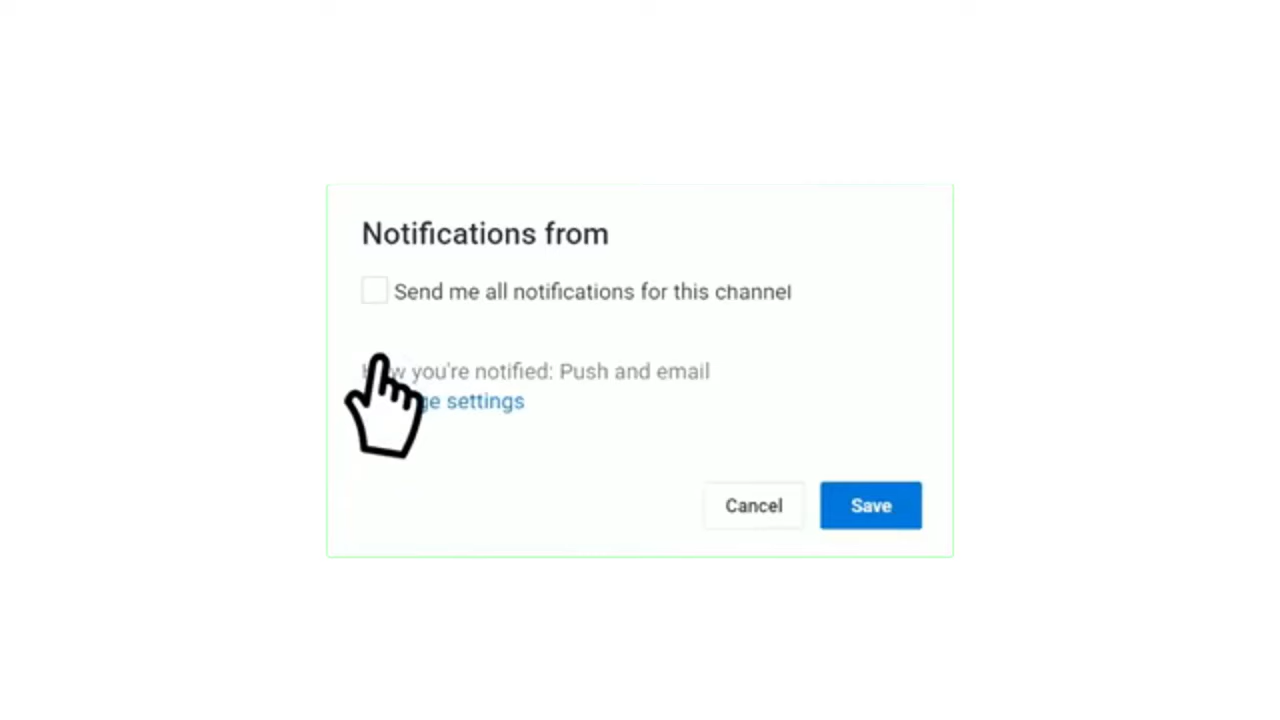 Notifications from
Send me all notifications for this channel
you're notified: Push and email
settings
Cancel
Save